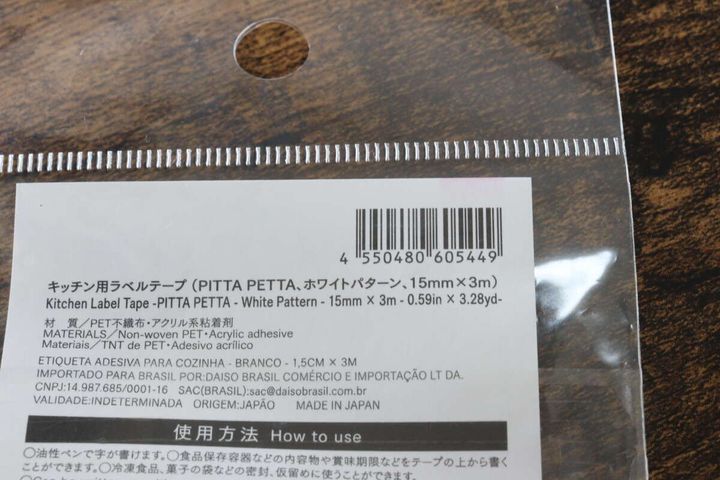 4 550480 605449
キッチン用ラベルテープ (PITTA PETTA、ホワイトパターン、15mm×3m)
Kitchen Label Tape -PITTA PETTA - White Pattern - 15mm × 3m - 0.59in × 3.28yd-
材 質／PET不織布・アクリル系粘着剤
MATERIALS／Non-woven PET・Acrylic adhesive
Materiais／TNT de PET・Adesivo acrílico
ETIQUETA ADESIVA PARA COZINHA - BRANCO - 1,5CM × 3M
IMPORTADO PARA BRASIL POR:DAISO BRASIL COMÉRCIO E IMPORTAÇÃO LT DA.
CNPJ:14.987.685/0001-16 SAC(BRASIL):sac@daisobrasil.com.br
VALIDADE:INDETERMINADA ORIGEM:JAPÃO MADE IN JAPAN
使用方法 How to use
○油性ペンで字が書けます。○食品保存容器などの内容物や賞味期限などをテープの上から書く
ことができます。○冷凍食品、菓子の袋などの密封、仮留めに使うことができます。